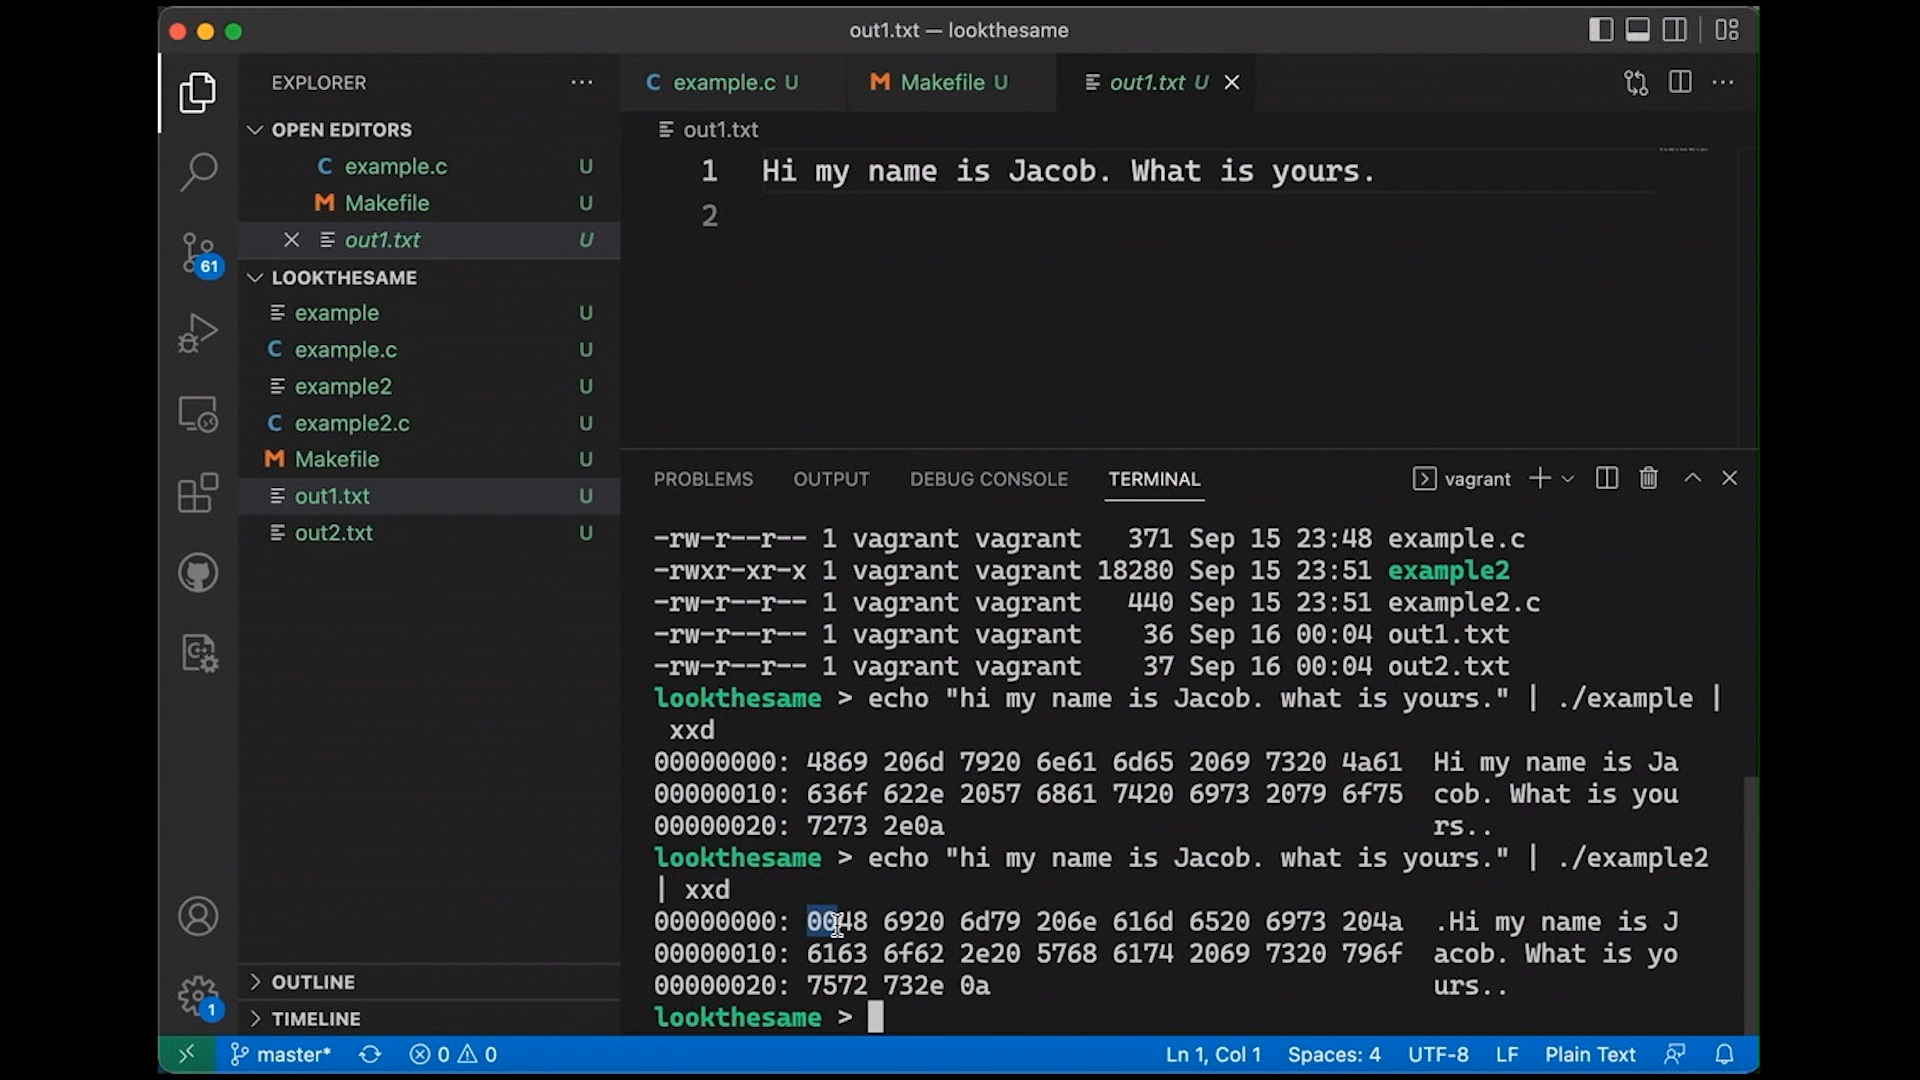 out1.txt — lookthesame
EXPLORER
OPEN EDITORS
example.c U
Makefile U
out1.txt U
LOOKTHESAME
example U
example.c U
example2 U
example2.c U
Makefile U
out1.txt U
out2.txt U
OUTLINE
TIMELINE
61
1
example.c U
Makefile U
out1.txt U
out1.txt
1 Hi my name is Jacob. What is yours.
2
PROBLEMS OUTPUT DEBUG CONSOLE TERMINAL vagrant
-rw-r--r-- 1 vagrant vagrant 371 Sep 15 23:48 example.c
-rwxr-xr-x 1 vagrant vagrant 18280 Sep 15 23:51 example2
-rw-r--r-- 1 vagrant vagrant 440 Sep 15 23:51 example2.c
-rw-r--r-- 1 vagrant vagrant 36 Sep 16 00:04 out1.txt
-rw-r--r-- 1 vagrant vagrant 37 Sep 16 00:04 out2.txt
lookthesame > echo "hi my name is Jacob. what is yours." | ./example |
xxd
00000000: 4869 206d 7920 6e61 6d65 2069 7320 4a61 Hi my name is Ja
00000010: 636f 622e 2057 6861 7420 6973 2079 6f75 cob. What is you
00000020: 7273 2e0a rs..
lookthesame > echo "hi my name is Jacob. what is yours." | ./example2
| xxd
00000000: 0048 6920 6d79 206e 616d 6520 6973 204a .Hi my name is J
00000010: 6163 6f62 2e20 5768 6174 2069 7320 796f acob. What is yo
00000020: 7572 732e 0a urs..
lookthesame >
master* 0 0 Ln 1, Col 1 Spaces: 4 UTF-8 LF Plain Text